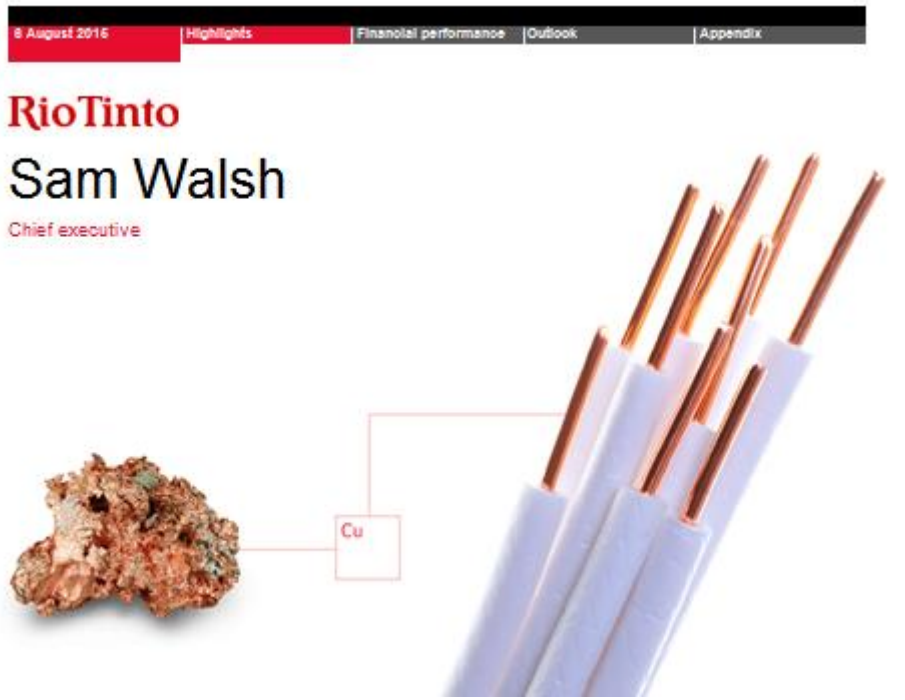 6 August 2015
Highlights
Financial performance
Outlook
Appendix
RioTinto
Sam Walsh
Chief executive
Cu